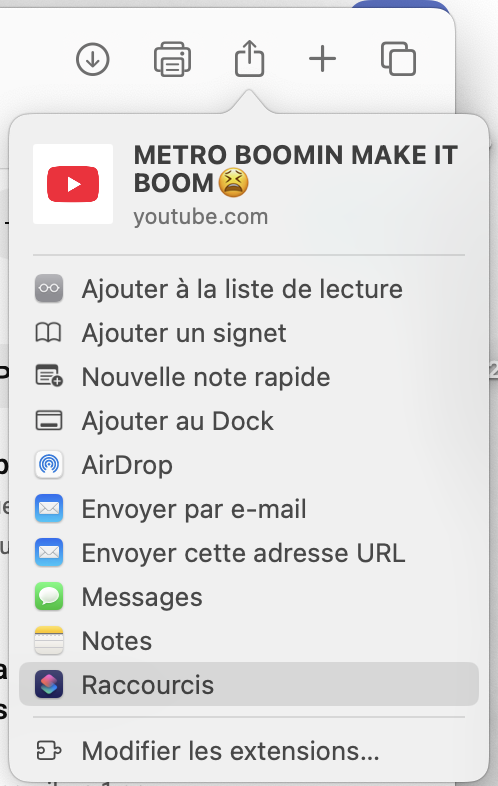 METRO BOOMIN MAKE IT
BOOM😫
youtube.com
Ajouter à la liste de lecture
Ajouter un signet
Nouvelle note rapide
Ajouter au Dock
AirDrop
Envoyer par e-mail
Envoyer cette adresse URL
Messages
Notes
Raccourcis
Modifier les extensions...